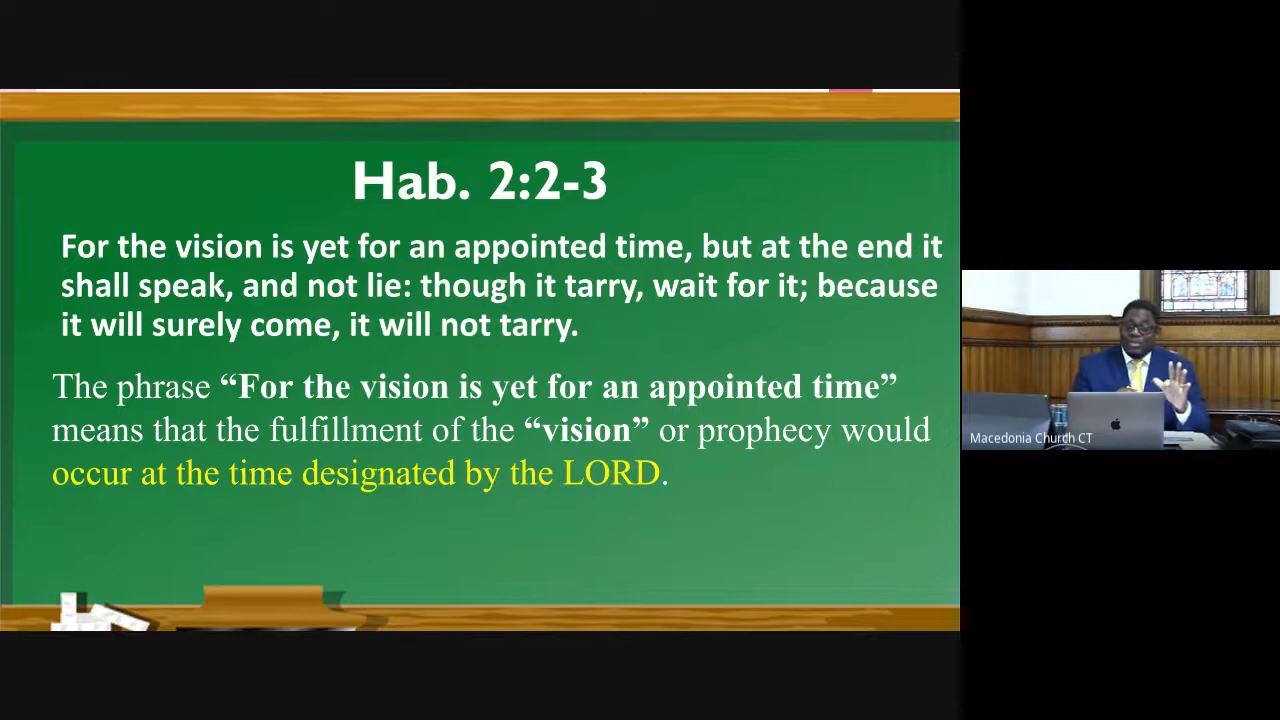 Hab. 2:2-3
For the vision is yet for an appointed time, but at the end it
shall speak, and not lie: though it tarry, wait for it; because
it will surely come, it will not tarry.
The phrase “For the vision is yet for an appointed time”
means that the fulfillment of the “vision” or prophecy would
occur at the time designated by the LORD.
Macedonia Church CT